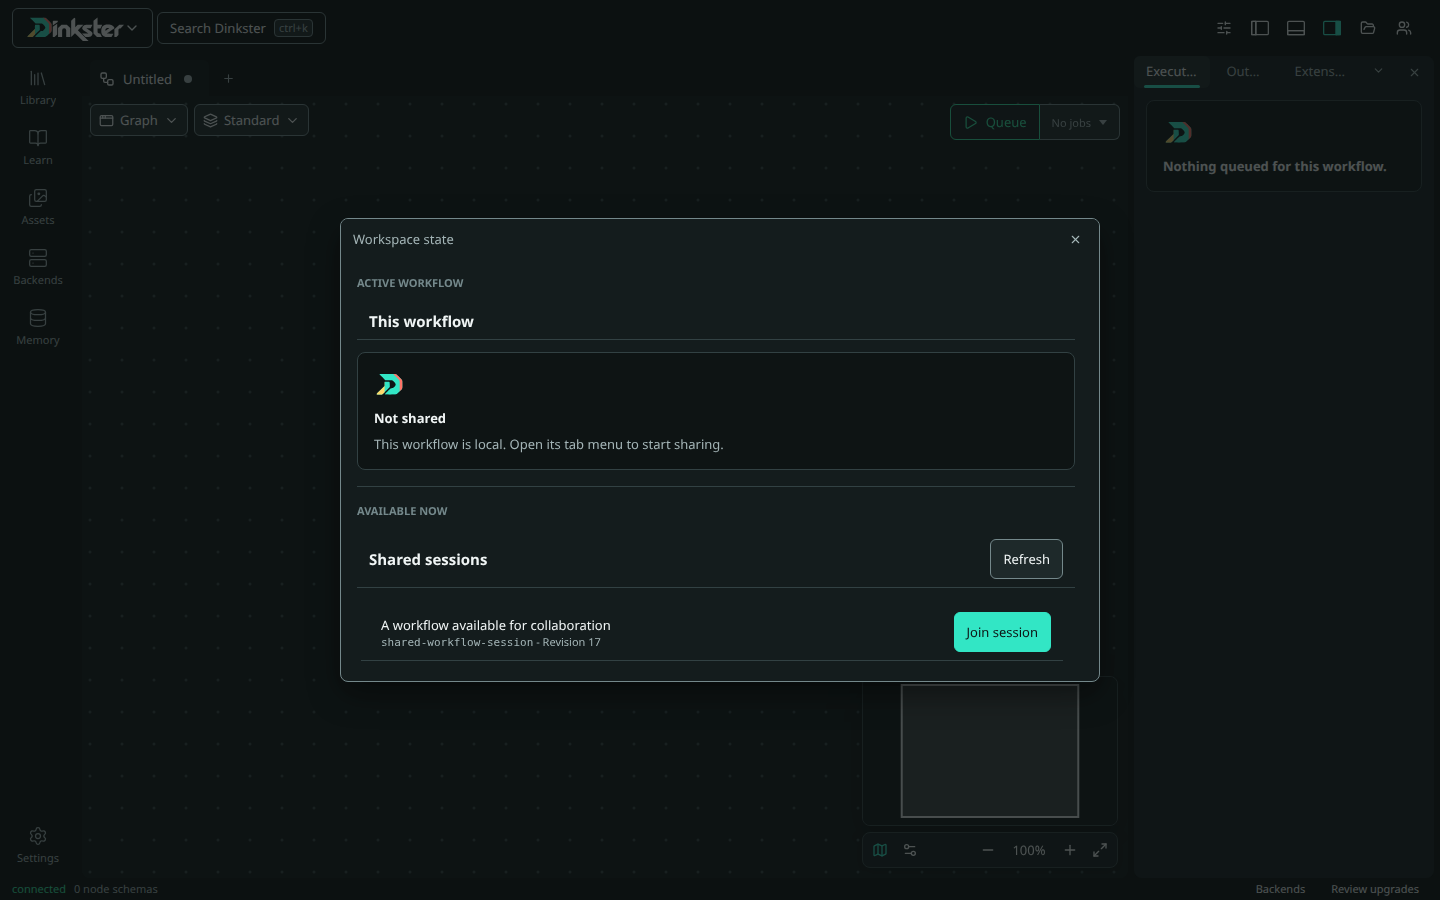 Dinkster
Search Dinkster ctrl+k
Library
Learn
Assets
Backends
Memory
Settings
Untitled
Graph
Standard
Queue
No jobs
Execut...
Out...
Extens...
Nothing queued for this workflow.
Workspace state
ACTIVE WORKFLOW
This workflow
Not shared
This workflow is local. Open its tab menu to start sharing.
AVAILABLE NOW
Shared sessions
Refresh
A workflow available for collaboration
shared-workflow-session - Revision 17
Join session
100%
connected 0 node schemas
Backends
Review upgrades